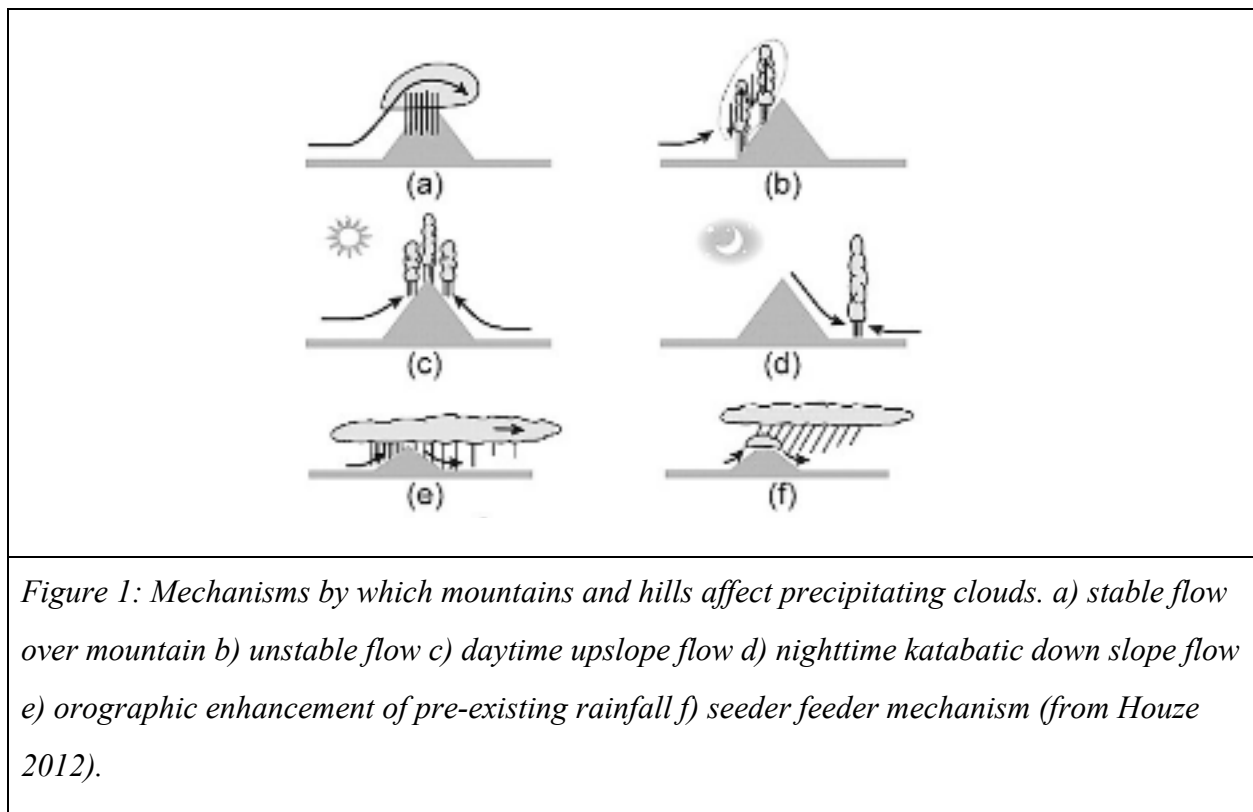 (a)
(b)
(c)
(d)
(e)
(f)
Figure 1: Mechanisms by which mountains and hills affect precipitating clouds. a) stable flow
over mountain b) unstable flow c) daytime upslope flow d) nighttime katabatic down slope flow
e) orographic enhancement of pre-existing rainfall f) seeder feeder mechanism (from Houze
2012).